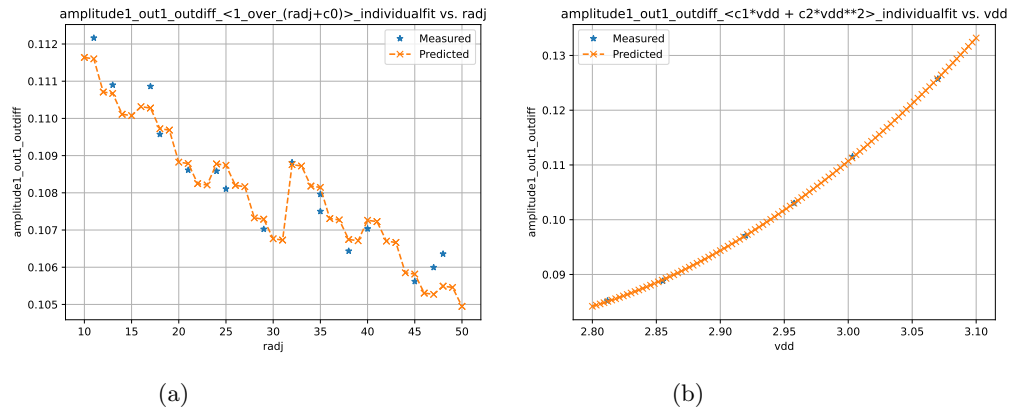 amplitude1_out1_outdiff_<1_over_(radj+c0)>_individualfit vs. radj
Measured
Predicted
0.112
0.111
0.110
0.109
0.108
0.107
0.106
0.105
amplitude1_out1_outdiff
10 15 20 25 30 35 40 45 50
radj
(a)
amplitude1_out1_outdiff_<c1*vdd + c2*vdd**2>_individualfit vs. vdd
Measured
Predicted
0.13
0.12
0.11
0.10
0.09
amplitude1_out1_outdiff
2.80 2.85 2.90 2.95 3.00 3.05 3.10
vdd
(b)